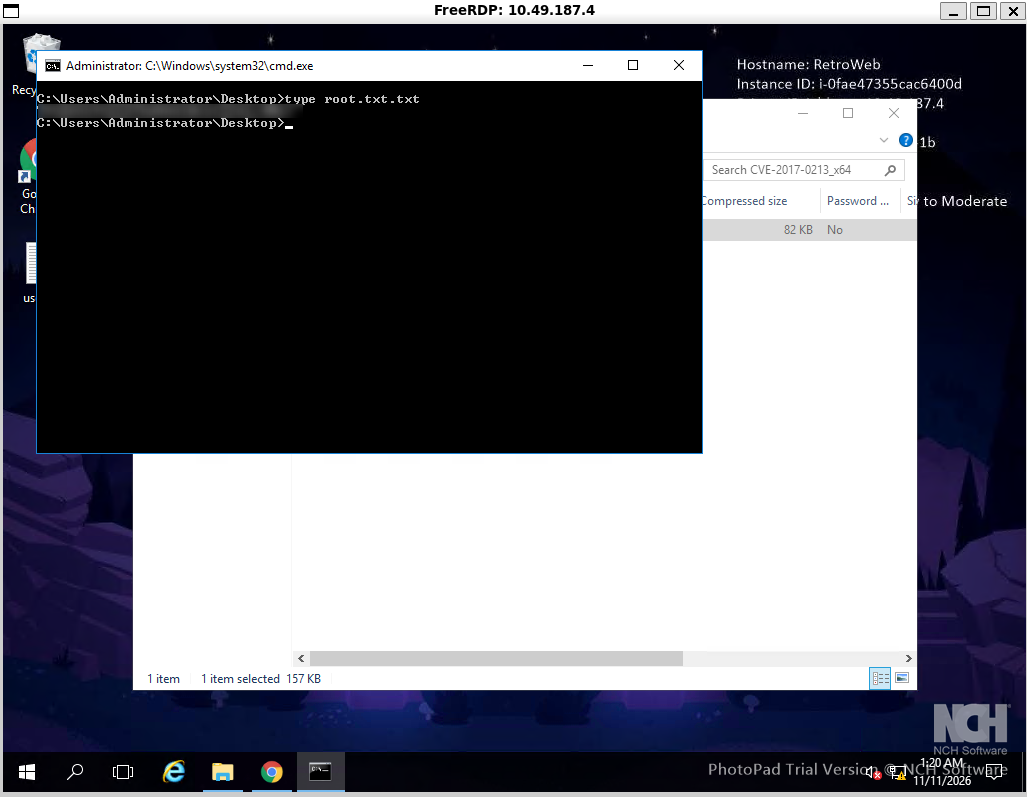 FreeRDP: 10.49.187.4
Recy
Administrator: C:\Windows\system32\cmd.exe
Hostname: RetroWeb
Instance ID: i-0fae47355cac6400d
C:\Users\Administrator\Desktop>type root.txt.txt
C:\Users\Administrator\Desktop>
87.4
1b
Search CVE-2017-0213_x64
Go
Ch
Compressed size
Password ...
Si
to Moderate
82 KB
No
us
1 item
1 item selected 157 KB
NCH
NCH Software
PhotoPad Trial Version © NCH Software
1:20 AM
11/11/2026